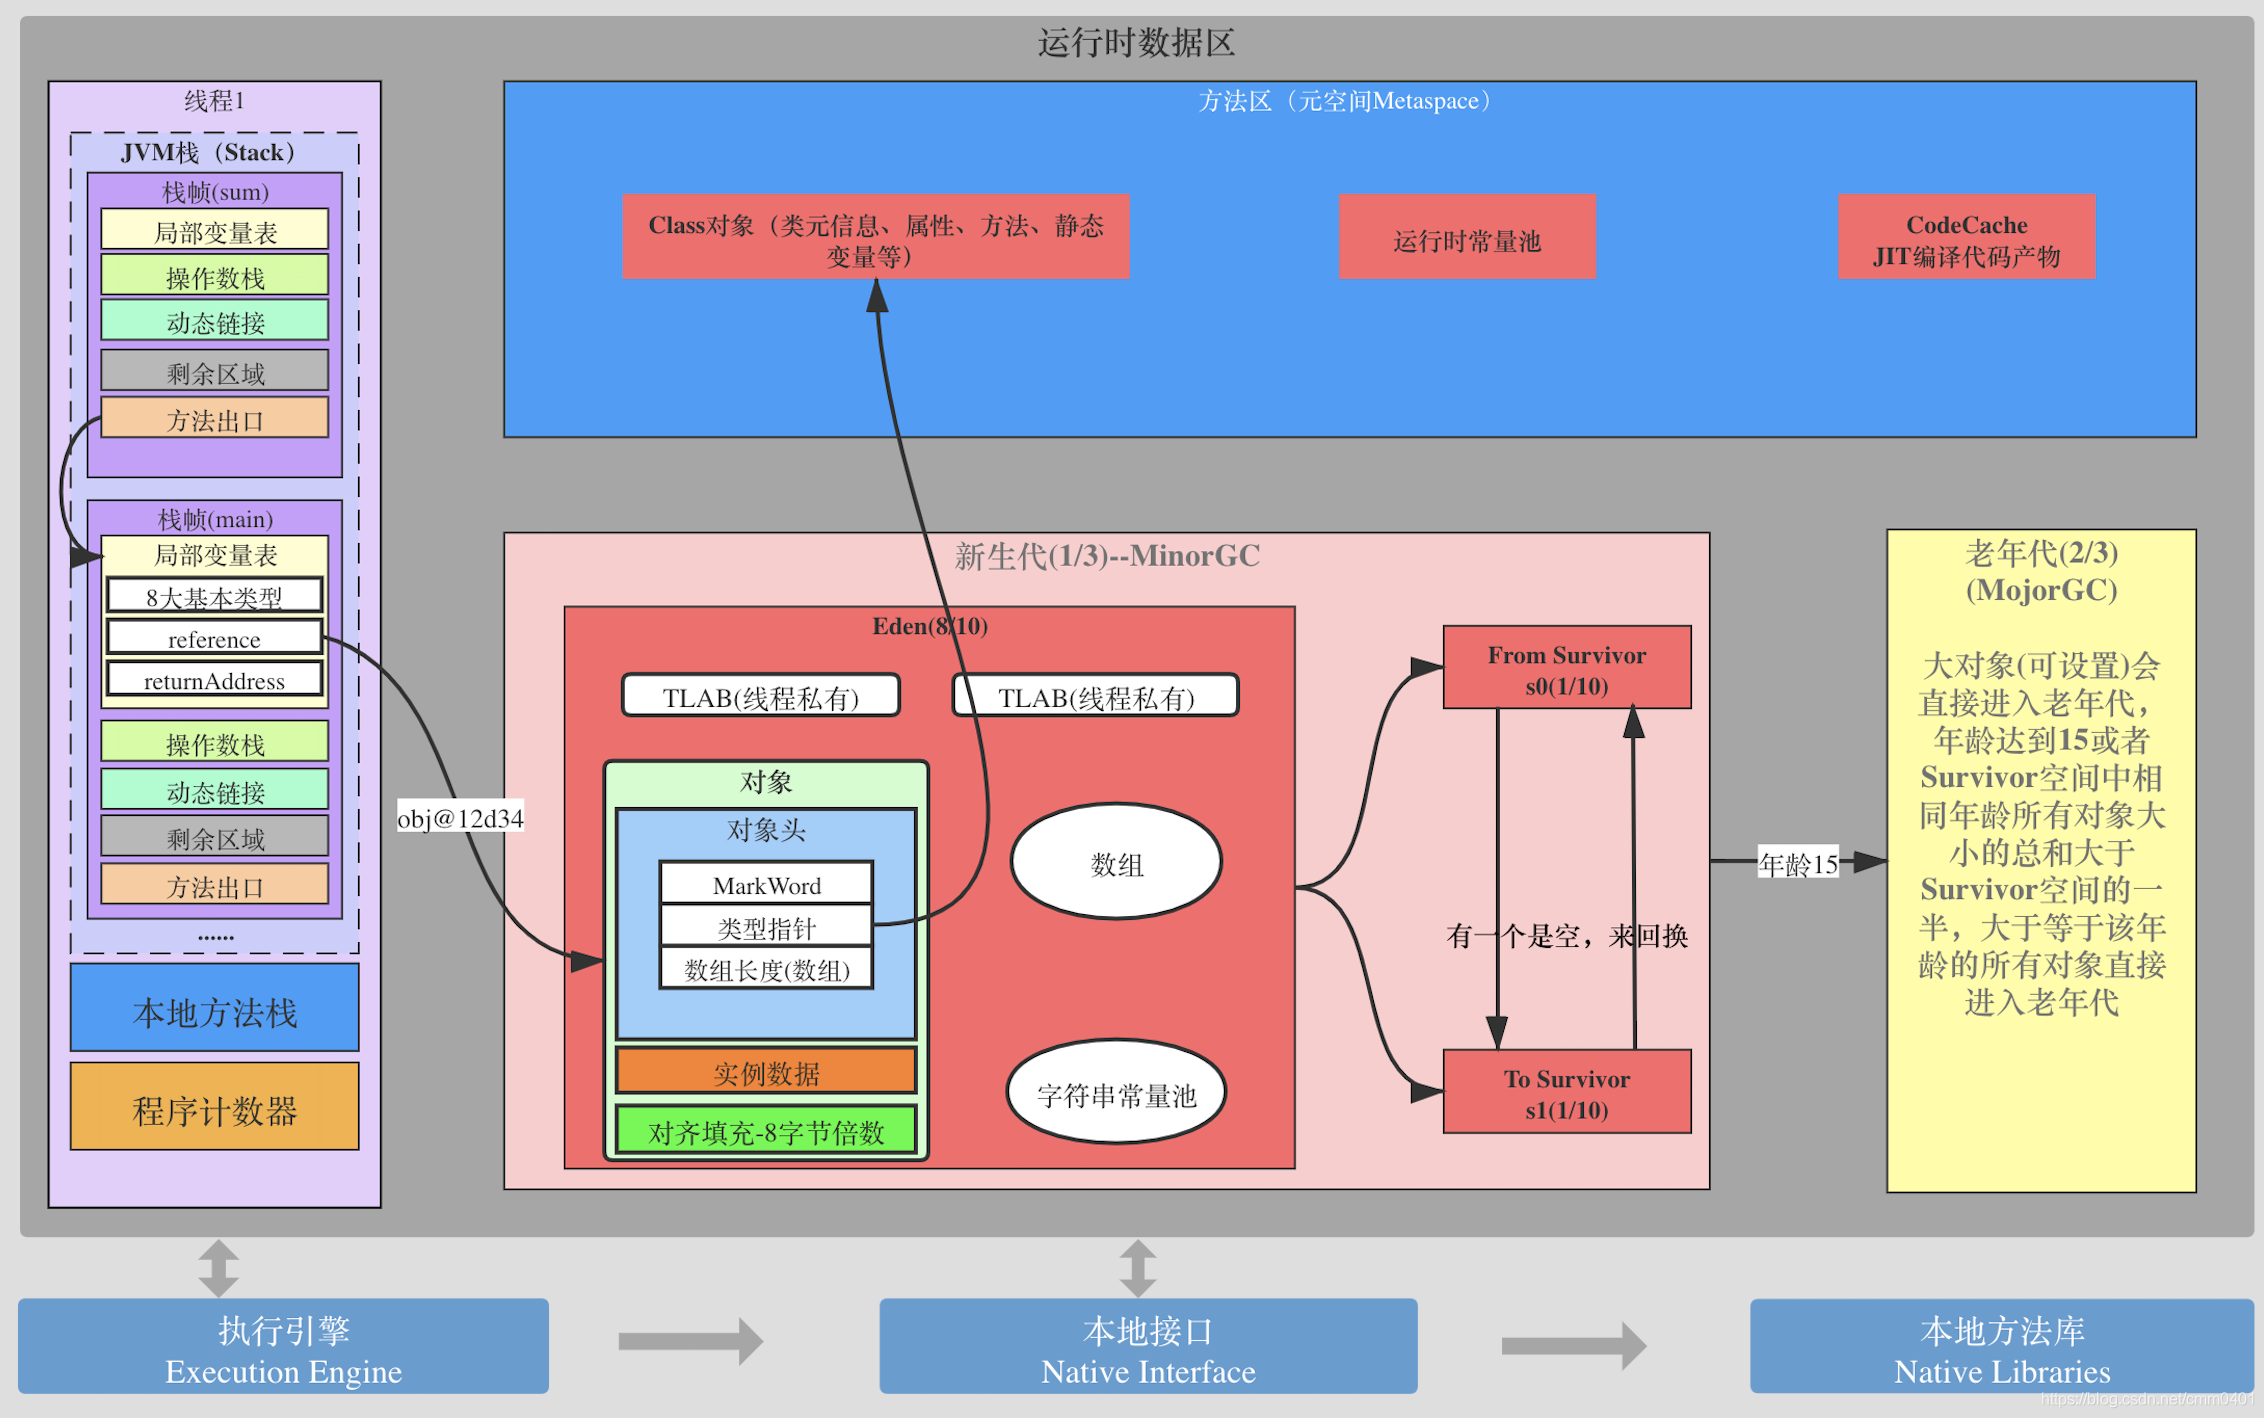 运行时数据区
线程1
JVM栈（Stack）
栈帧(sum)
局部变量表
操作数栈
动态链接
剩余区域
方法出口
栈帧(main)
局部变量表
8大基本类型
reference
returnAddress
操作数栈
动态链接
剩余区域
方法出口
......
本地方法栈
程序计数器
obj@12d34
方法区（元空间Metaspace）
Class对象（类元信息、属性、方法、静态
变量等）
运行时常量池
CodeCache
JIT编译代码产物
新生代(1/3)--MinorGC
Eden(8/10)
TLAB(线程私有)
TLAB(线程私有)
对象
对象头
MarkWord
类型指针
数组长度(数组)
实例数据
对齐填充-8字节倍数
数组
字符串常量池
From Survivor
s0(1/10)
有一个是空，来回换
To Survivor
s1(1/10)
年龄15
老年代(2/3)
(MojorGC)
大对象(可设置)会
直接进入老年代，
年龄达到15或者
Survivor空间中相
同年龄所有对象大
小的总和大于
Survivor空间的一
半，大于等于该年
龄的所有对象直接
进入老年代
执行引擎
Execution Engine
本地接口
Native Interface
本地方法库
Native Libraries
https://blog.csdn.net/cmm0401